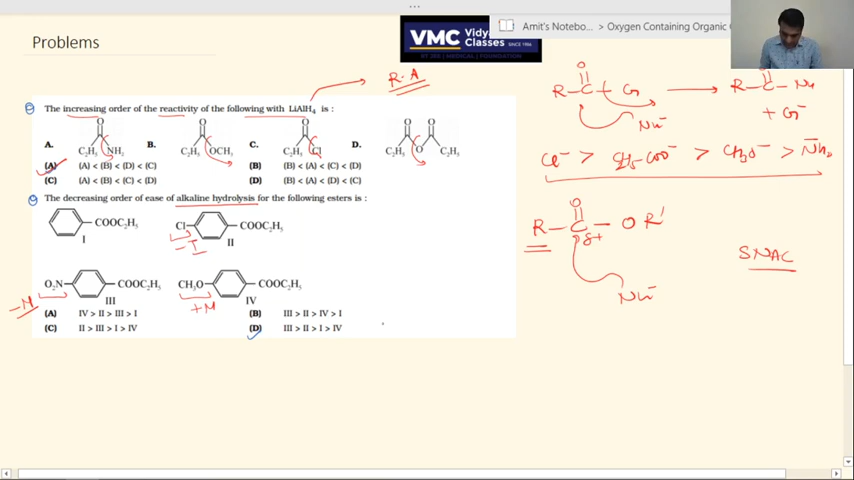 Problems
VMC Vidya
Classes
SINCE 1986
Amit's Notebo... > Oxygen Containing Organic C
R-A
The increasing order of the reactivity of the following with LiAlH4 is :
A. C2H5 O NH2 B. C2H5 O OCH3 C. C2H5 O Cl D. C2H5 O O O C2H5
(A) (A) < (B) < (D) < (C) (B) (B) < (A) < (C) < (D)
(C) (A) < (B) < (C) < (D) (D) (B) < (A) < (D) < (C)
The decreasing order of ease of alkaline hydrolysis for the following esters is :
COOC2H5 Cl COOC2H5
I -I II
O2N COOC2H5 CH3O COOC2H5
-M III +M IV
(A) IV > II > III > I (B) III > II > IV > I
(C) II > III > I > IV (D) III > II > I > IV
O O
R-C-G → R-C-Nu
Nu- + G-
Cl- > > CH3O- > NH2
O
R-C-OR'
δ+
SNAC
Nu-